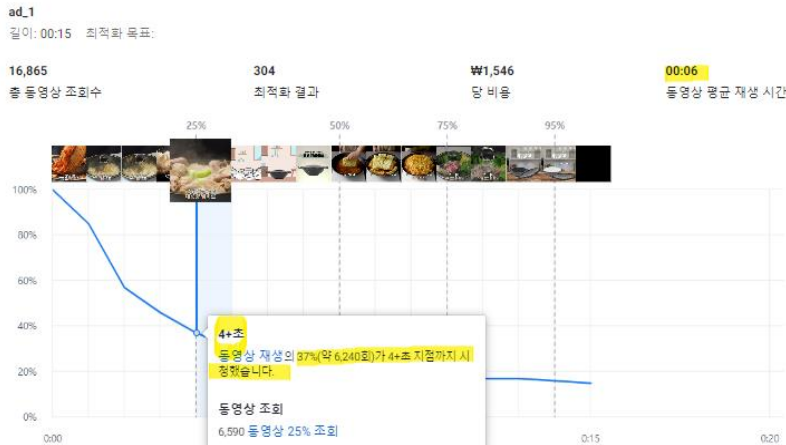 ad_1
길이: 00:15 최적화 목표:
16,865
304
₩1,546
00:06
총 동영상 조회수
최적화 결과
당 비용
동영상 평균 재생 시간
25%
50%
75%
95%
100%
80%
60%
40%
20%
0%
4+초
동영상 재생의 37%(약 6,240회)가 4+초 지점까지 시
청했습니다.
동영상 조회
6,590 동영상 25% 조회
0:00
0:15
0:20